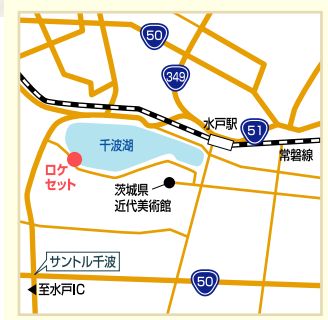 50
349
水戸駅
51
千波湖
常磐線
ロケ
セット
茨城県
近代美術館
サントル千波
50
至水戸IC